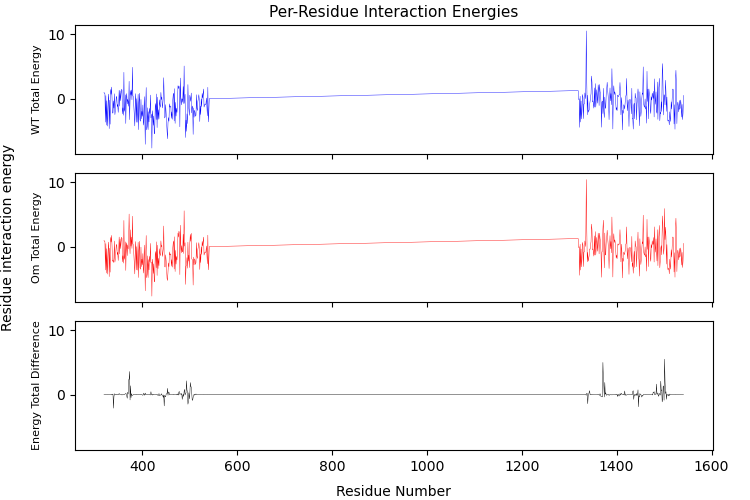 Per-Residue Interaction Energies
Residue interaction energy
WT Total Energy
10
0
Om Total Energy
10
0
Energy Total Difference
10
0
400 600 800 1000 1200 1400 1600
Residue Number